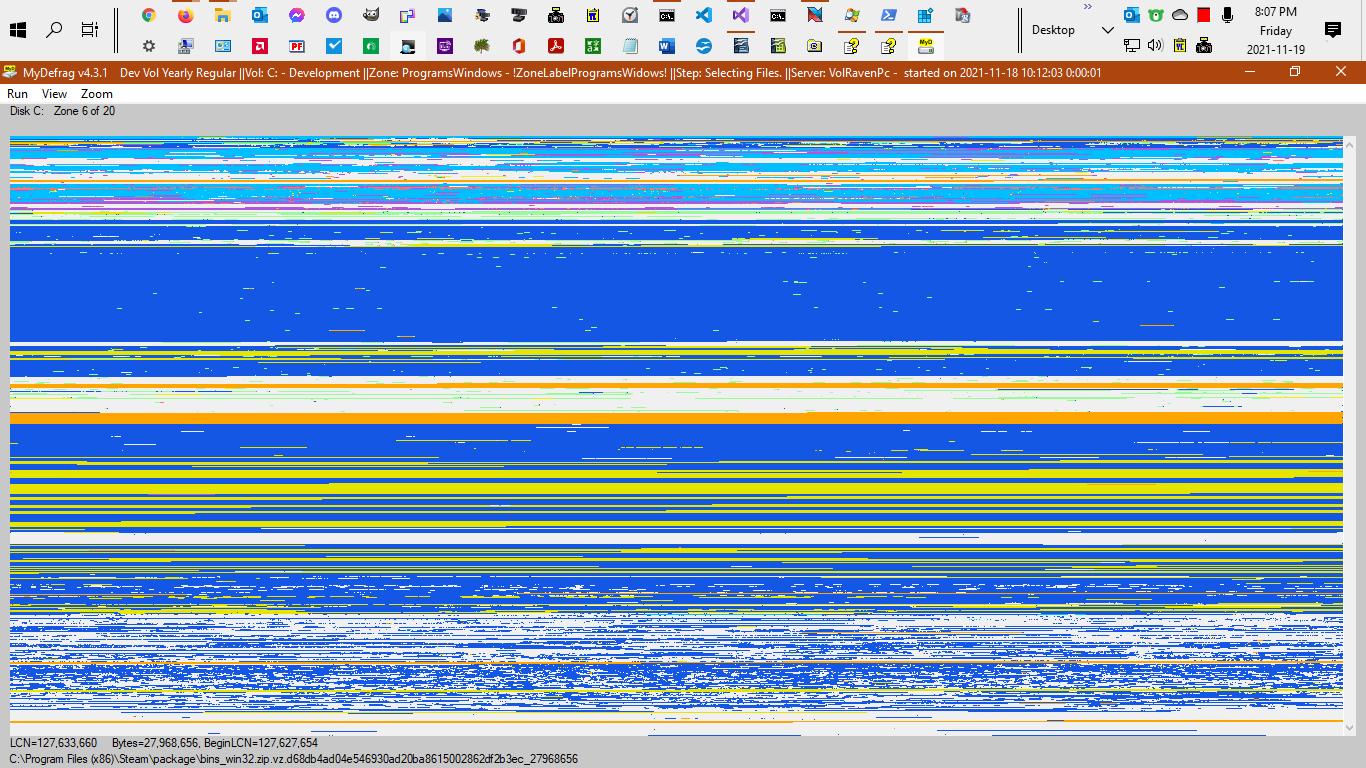 8:07 PM
Desktop
Friday
2021-11-19
MyDefrag v4.3.1 Dev Vol Yearly Regular ||Vol: C: - Development ||Zone: ProgramsWindows - !ZoneLabelProgramsWidows! ||Step: Selecting Files. ||Server: VolRavenPc - started on 2021-11-18 10:12:03 0:00:01
Run View Zoom
Disk C: Zone 6 of 20
LCN=127,633,660 Bytes=27,968,656, BeginLCN=127,627,654
C:\Program Files (x86)\Steam\package\bins_win32.zip.vz.d68db4ad04e546930ad20ba8615002862df2b3ec_27968656